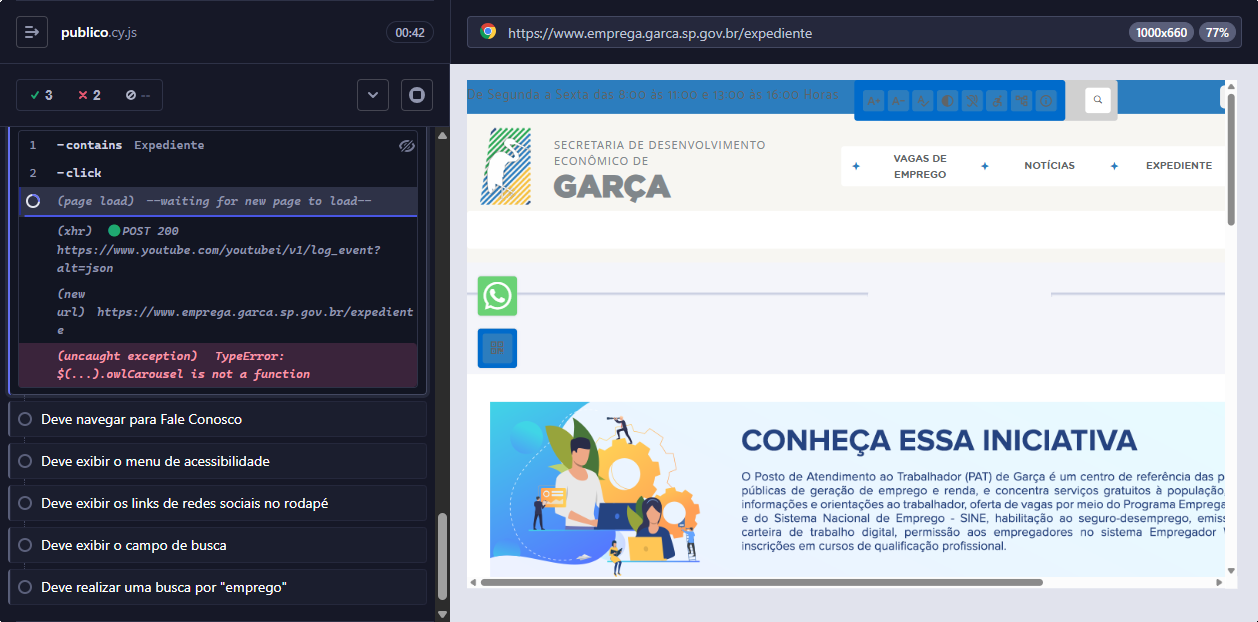 publico.cy.js
00:42
3
2
--
1 -contains Expediente
2 -click
(page load) --waiting for new page to load--
(xhr) POST 200
https://www.youtube.com/youtubei/v1/log_event?
alt=json
(new
url) https://www.emprega.garca.sp.gov.br/expedient
e
(uncaught exception) TypeError:
$(...).owlCarousel is not a function
Deve navegar para Fale Conosco
Deve exibir o menu de acessibilidade
Deve exibir os links de redes sociais no rodapé
Deve exibir o campo de busca
Deve realizar uma busca por "emprego"
https://www.emprega.garca.sp.gov.br/expediente
1000x660
77%
De Segunda a Sexta das 8:00 às 11:00 e 13:00 às 16:00 Horas
A+
A-
SECRETARIA DE DESENVOLVIMENTO
ECONÔMICO DE
GARÇA
VAGAS DE
EMPREGO
NOTÍCIAS
EXPEDIENTE
CONHEÇA ESSA INICIATIVA
O Posto de Atendimento ao Trabalhador (PAT) de Garça é um centro de referência das p
públicas de geração de emprego e renda, e concentra serviços gratuitos à população,
informações e orientações ao trabalhador, oferta de vagas por meio do Programa Emprega
e do Sistema Nacional de Emprego - SINE, habilitação ao seguro-desemprego, emiss
carteira de trabalho digital, permissão aos empregadores no sistema Empregador
inscrições em cursos de qualificação profissional.